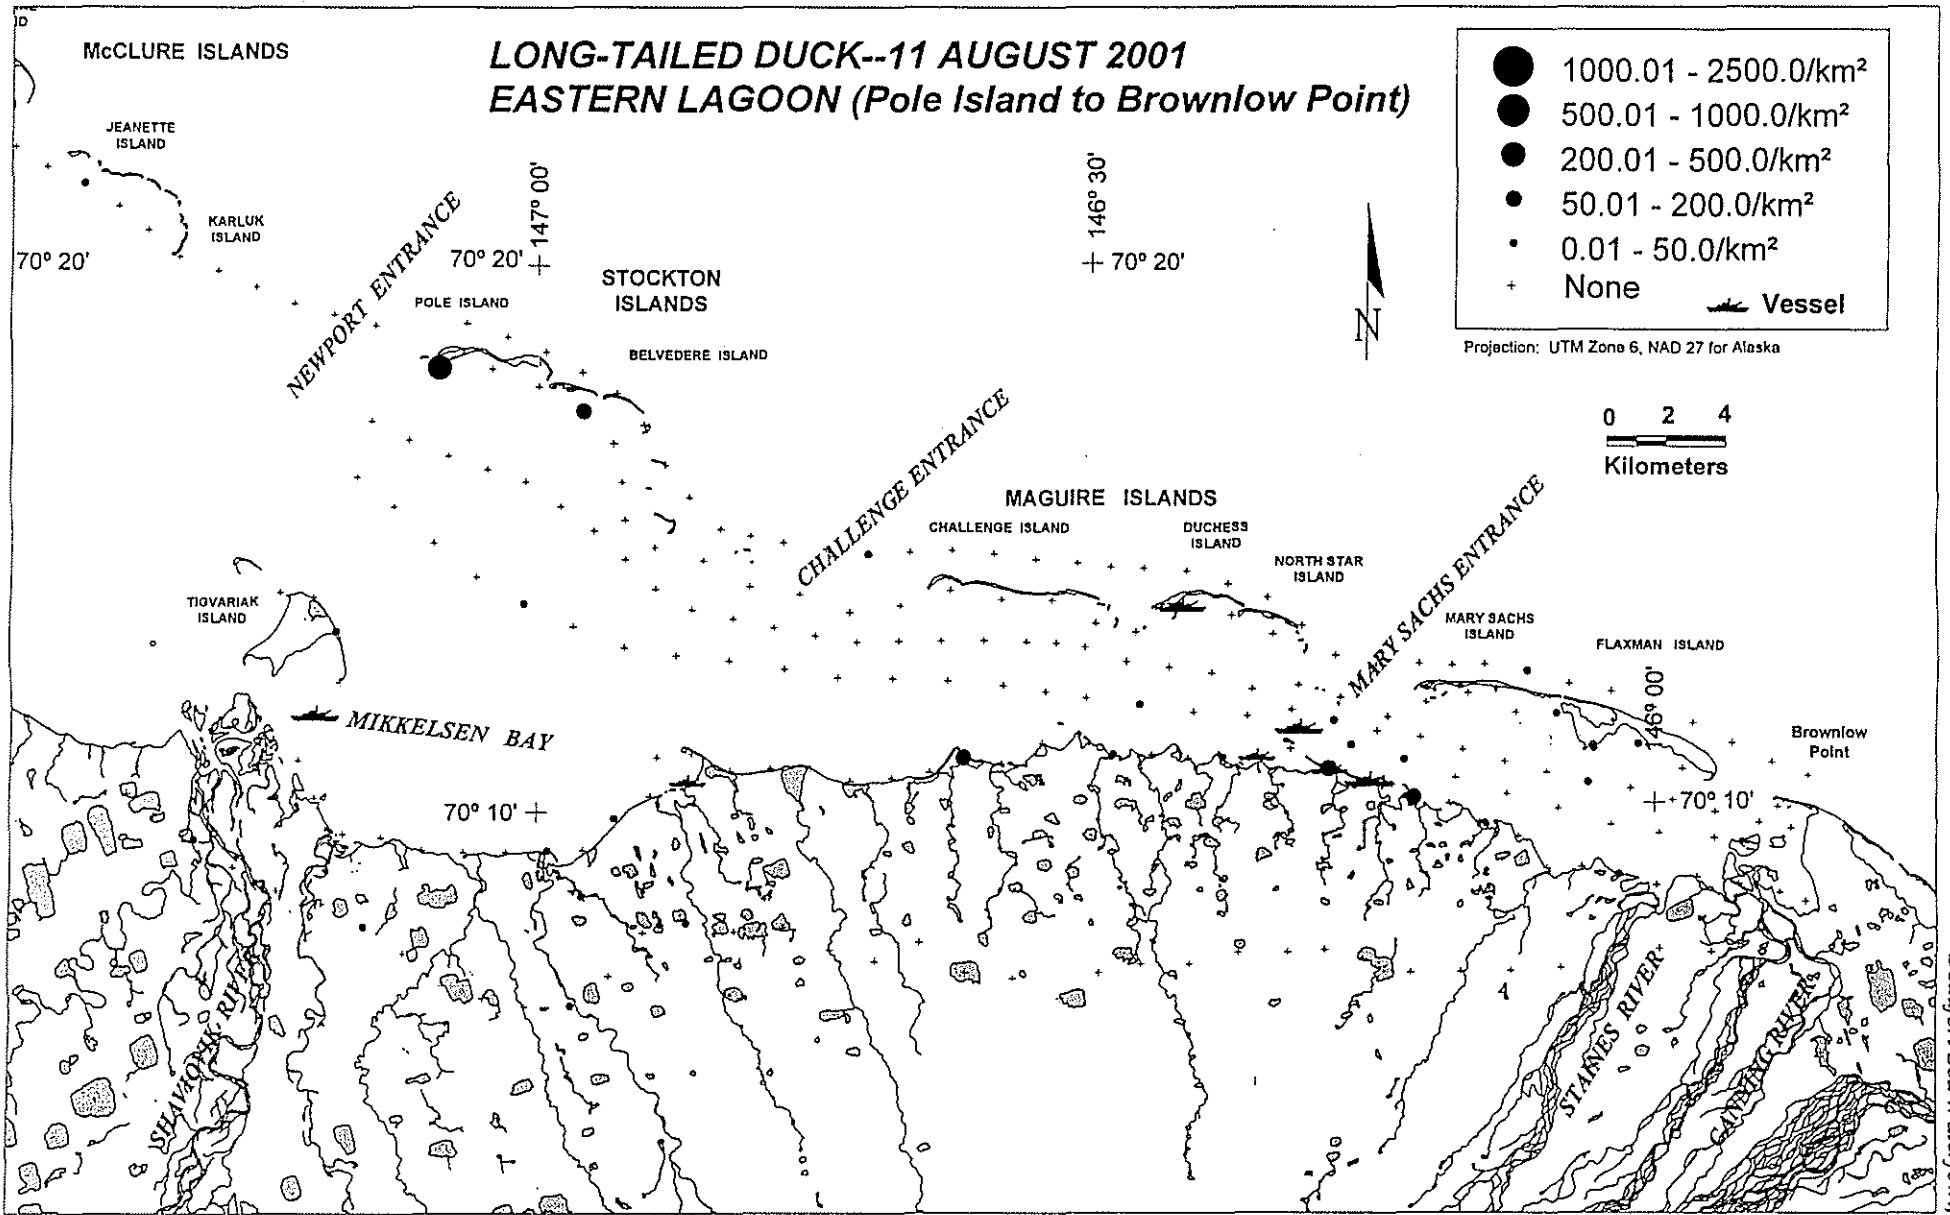 McCLURE ISLANDS
LONG-TAILED DUCK--11 AUGUST 2001
EASTERN LAGOON (Pole Island to Brownlow Point)
1000.01 - 2500.0/km²
500.01 - 1000.0/km²
200.01 - 500.0/km²
50.01 - 200.0/km²
0.01 - 50.0/km²
None
Vessel
Projection: UTM Zone 6, NAD 27 for Alaska
JEANETTE
ISLAND
KARLUK
ISLAND
70° 20'
NEWPORT ENTRANCE
147° 00'
70° 20'
146° 30'
70° 20'
N
STOCKTON
ISLANDS
POLE ISLAND
BELVEDERE ISLAND
0 2 4
Kilometers
CHALLENGE ENTRANCE
MAGUIRE ISLANDS
CHALLENGE ISLAND
DUCHESS
ISLAND
NORTH STAR
ISLAND
MARY SACHS ENTRANCE
MARY SACHS
ISLAND
FLAXMAN ISLAND
146° 00'
TIGVARIAK
ISLAND
MIKKELSEN BAY
Brownlow
Point
70° 10'
70° 10'
SHAVIOVIK RIVER
STAINES RIVER
CANNING RIVER